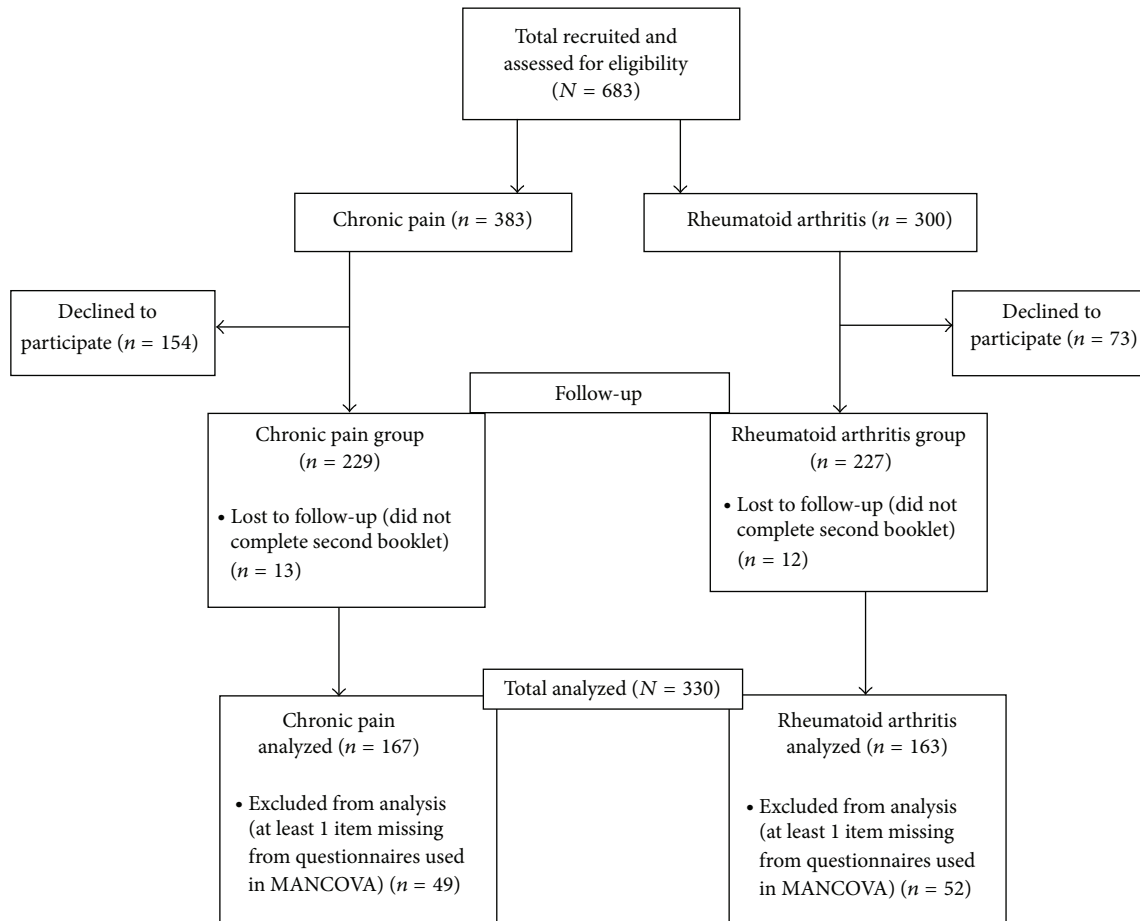 Total recruited and
assessed for eligibility
(N = 683)
Chronic pain (n = 383)
Rheumatoid arthritis (n = 300)
Declined to
participate (n = 154)
Declined to
participate (n = 73)
Follow-up
Chronic pain group
(n = 229)
• Lost to follow-up (did not
complete second booklet)
(n = 13)
Rheumatoid arthritis group
(n = 227)
• Lost to follow-up (did not
complete second booklet)
(n = 12)
Total analyzed (N = 330)
Chronic pain
analyzed (n = 167)
• Excluded from analysis
(at least 1 item missing
from questionnaires used
in MANCOVA) (n = 49)
Rheumatoid arthritis
analyzed (n = 163)
• Excluded from analysis
(at least 1 item missing
from questionnaires used
in MANCOVA) (n = 52)